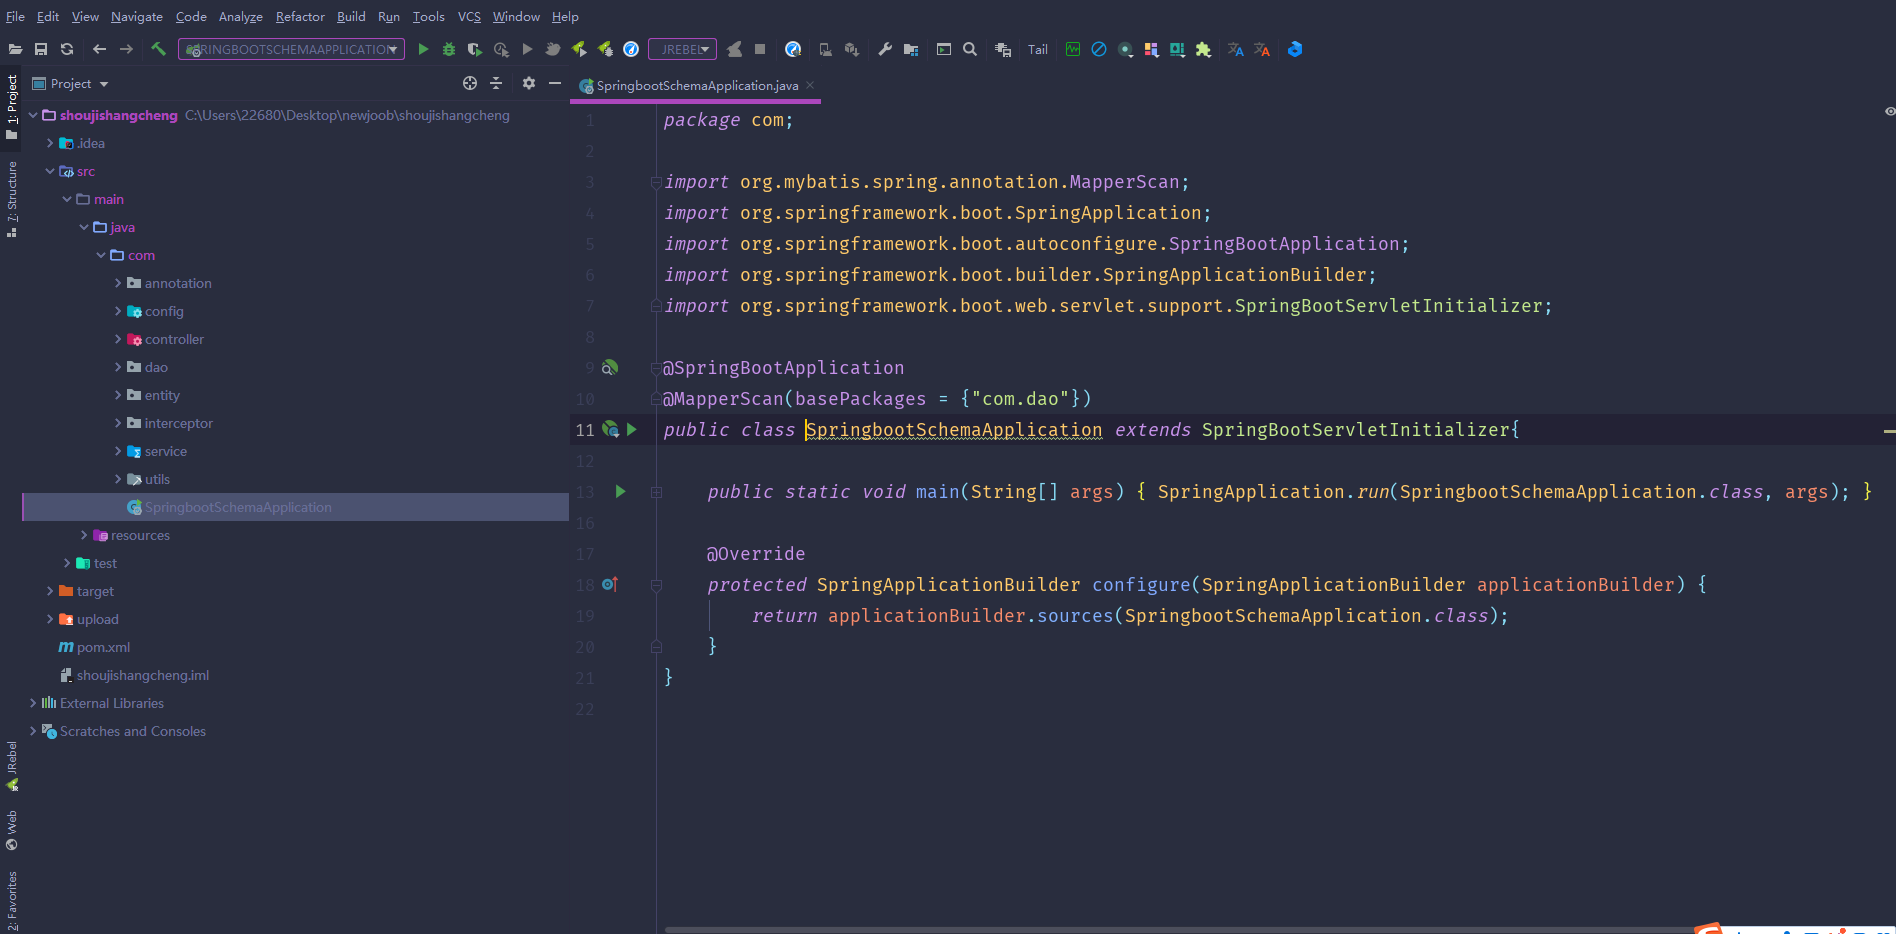 File Edit View Navigate Code Analyze Refactor Build Run Tools VCS Window Help
SPRINGBOOTSCHEMAAPPLICATION JREBEL Tail
1: Project
7: Structure
JRebel
Web
2: Favorites
Project
shoujishangcheng C:\Users\22680\Desktop\newjoob\shoujishangcheng
.idea
src
main
java
com
annotation
config
controller
dao
entity
interceptor
service
utils
SpringbootSchemaApplication
resources
test
target
upload
pom.xml
shoujishangcheng.iml
External Libraries
Scratches and Consoles
SpringbootSchemaApplication.java
1 package com;
2
3 import org.mybatis.spring.annotation.MapperScan;
4 import org.springframework.boot.SpringApplication;
5 import org.springframework.boot.autoconfigure.SpringBootApplication;
6 import org.springframework.boot.builder.SpringApplicationBuilder;
7 import org.springframework.boot.web.servlet.support.SpringBootServletInitializer;
8
9 @SpringBootApplication
10 @MapperScan(basePackages = {"com.dao"})
11 public class SpringbootSchemaApplication extends SpringBootServletInitializer{
12
13 public static void main(String[] args) { SpringApplication.run(SpringbootSchemaApplication.class, args); }
16
17 @Override
18 protected SpringApplicationBuilder configure(SpringApplicationBuilder applicationBuilder) {
19 return applicationBuilder.sources(SpringbootSchemaApplication.class);
20 }
21 }
22